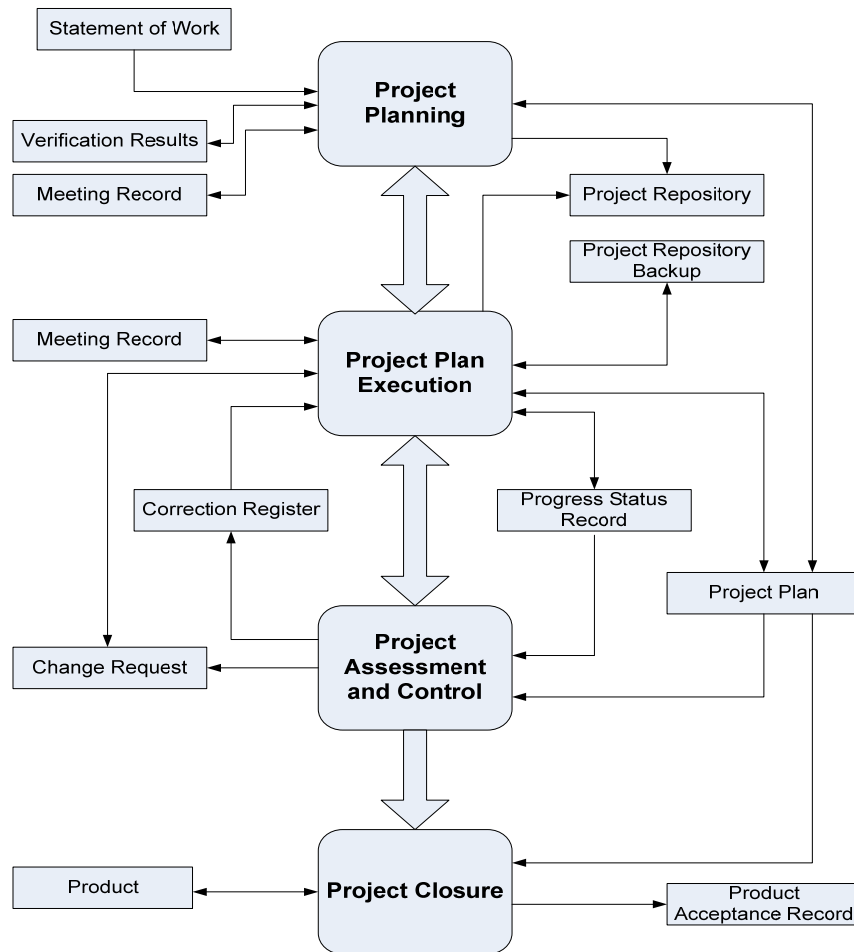 Statement of Work
Project
Planning
Verification Results
Meeting Record
Project Repository
Project Repository
Backup
Meeting Record
Project Plan
Execution
Correction Register
Progress Status
Record
Project Plan
Project
Assessment
and Control
Change Request
Product
Project Closure
Product
Acceptance Record